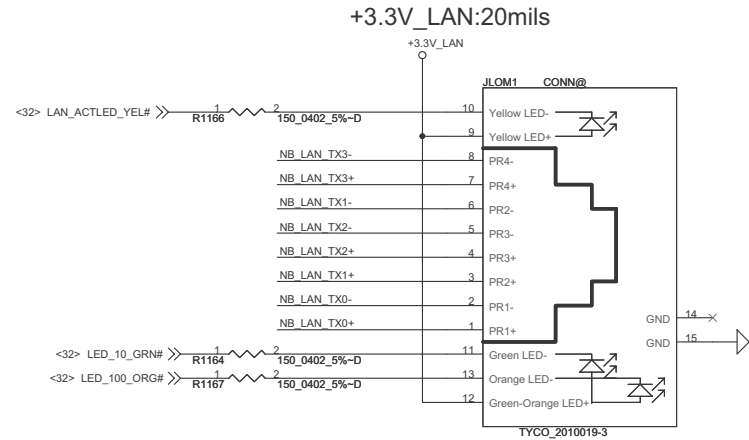 +3.3V_LAN:20mils
+3.3V_LAN
JLOM1 CONN@
<32> LAN_ACTLED_YEL# 1 2 10 Yellow LED-
R1166 150_0402_5%~D
9 Yellow LED+
NB_LAN_TX3- 8 PR4-
NB_LAN_TX3+ 7 PR4+
NB_LAN_TX1- 6 PR2-
NB_LAN_TX2- 5 PR3-
NB_LAN_TX2+ 4 PR3+
NB_LAN_TX1+ 3 PR2+
NB_LAN_TX0- 2 PR1-
NB_LAN_TX0+ 1 PR1+
GND 14
GND 15
<32> LED_10_GRN# 1 2 11 Green LED-
R1164 150_0402_5%~D
<32> LED_100_ORG# 1 2 13 Orange LED-
R1167 150_0402_5%~D
12 Green-Orange LED+
TYCO_2010019-3